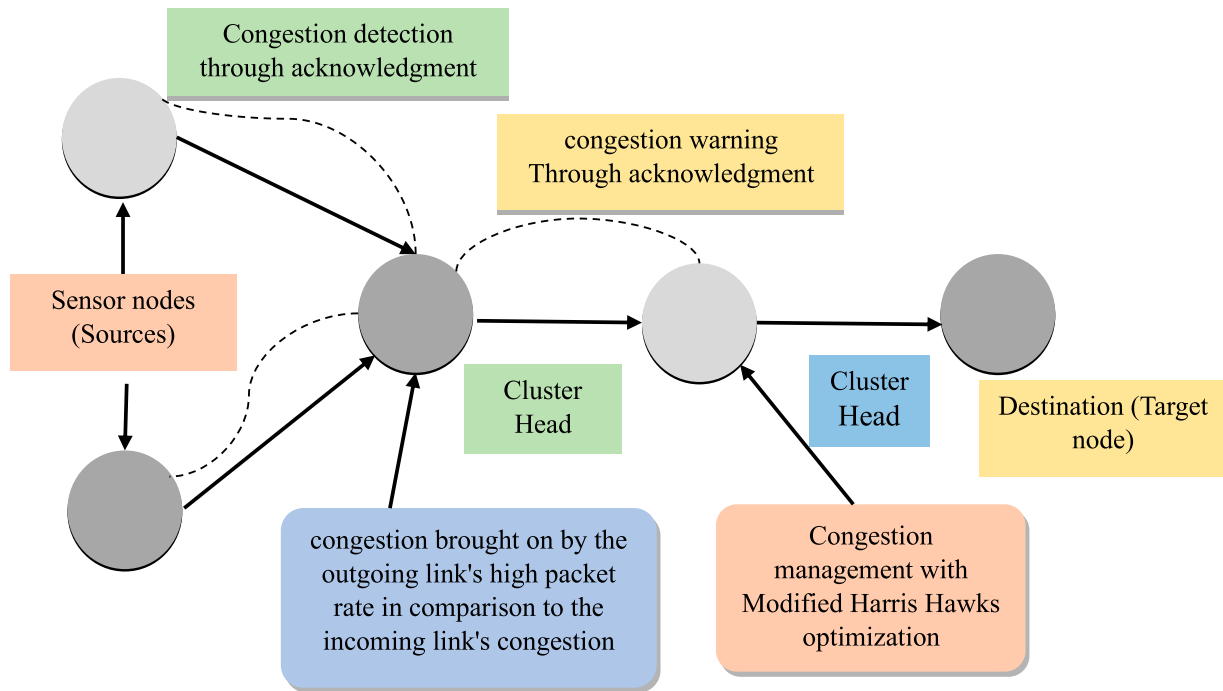 Congestion detection
through acknowledgment
congestion warning
Through acknowledgment
Sensor nodes
(Sources)
Cluster
Head
Cluster
Head
Destination (Target
node)
congestion brought on by the
outgoing link's high packet
rate in comparison to the
incoming link's congestion
Congestion
management with
Modified Harris Hawks
optimization